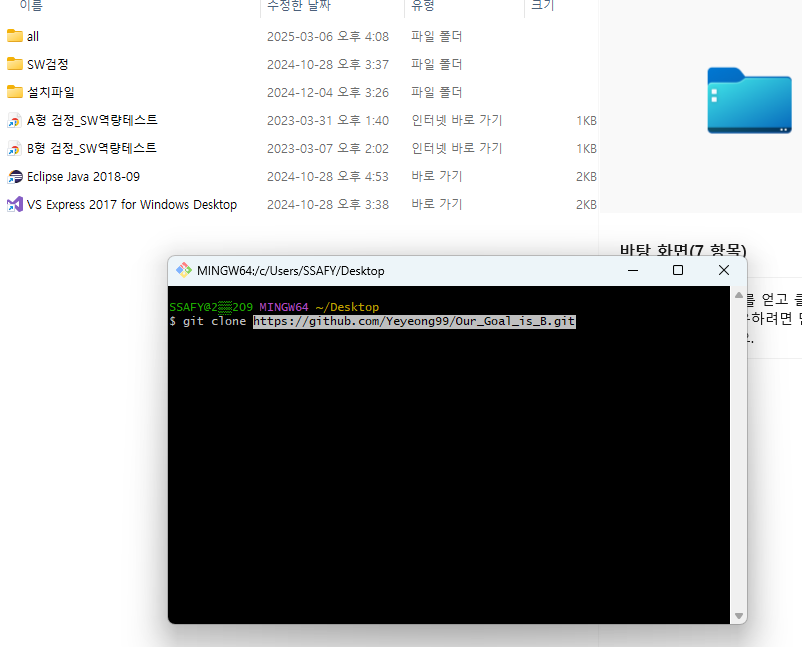 이름 수정한 날짜 유형 크기
all 2025-03-06 오후 4:08 파일 폴더
SW검정 2024-10-28 오후 3:37 파일 폴더
설치파일 2024-12-04 오후 3:26 파일 폴더
A형 검정_SW역량테스트 2023-03-31 오후 1:40 인터넷 바로 가기 1KB
B형 검정_SW역량테스트 2023-03-07 오후 2:02 인터넷 바로 가기 1KB
Eclipse Java 2018-09 2024-10-28 오후 4:53 바로 가기 2KB
VS Express 2017 for Windows Desktop 2024-10-28 오후 3:38 바로 가기 2KB
바탕 화면(7 항목)
를 얻고
하려면
MINGW64:/c/Users/SSAFY/Desktop
SSAFY@2▒▒209 MINGW64 ~/Desktop
$ git clone https://github.com/Yeyeong99/Our_Goal_is_B.git